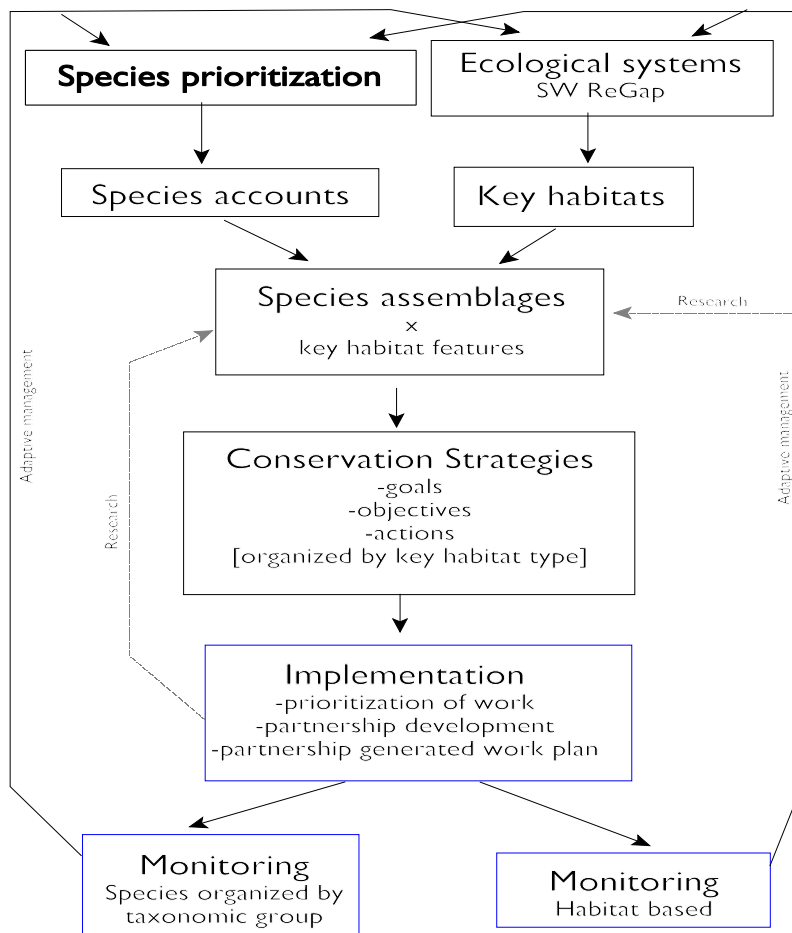 Species prioritization
Ecological systems
SW ReGap
Species accounts
Key habitats
Species assemblages
x
key habitat features
Research
Adaptive management
Adaptive management
Research
Conservation Strategies
-goals
-objectives
-actions
[organized by key habitat type]
Implementation
-prioritization of work
-partnership development
-partnership generated work plan
Monitoring
Species organized by
taxonomic group
Monitoring
Habitat based